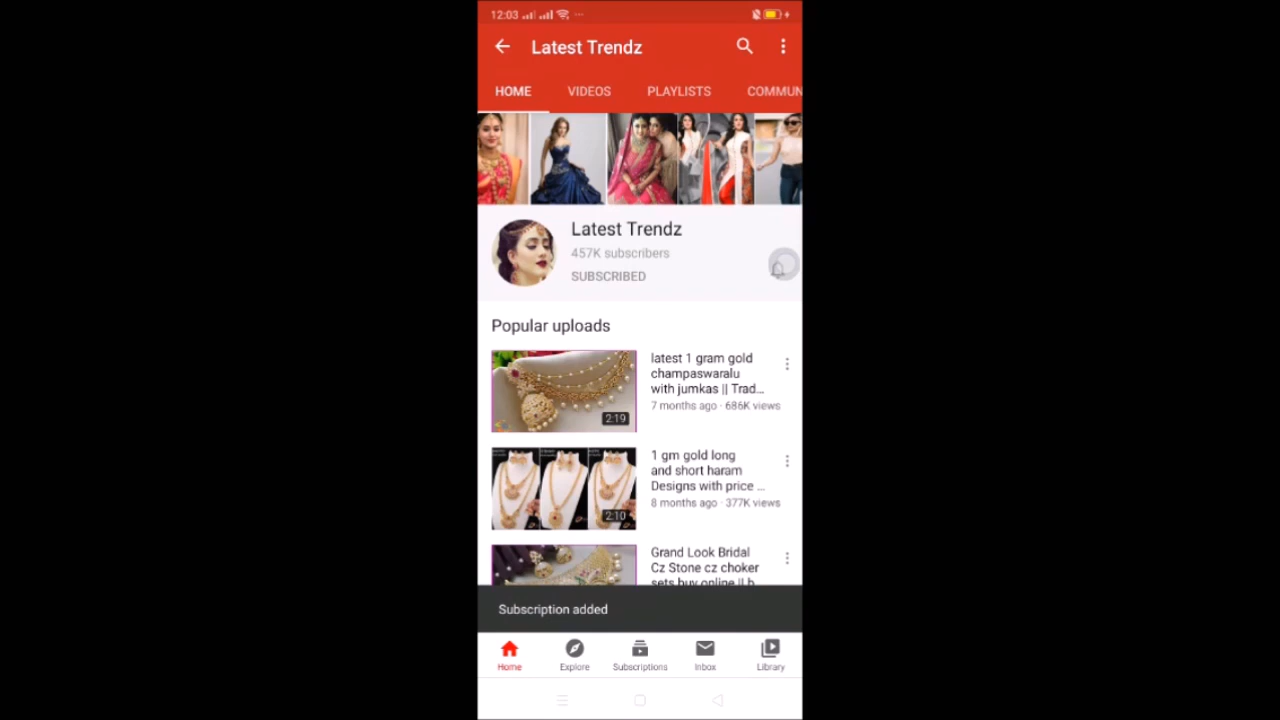 12:03
Latest Trendz
HOME VIDEOS PLAYLISTS COMMUN
Latest Trendz
457K subscribers
SUBSCRIBED
Popular uploads
latest 1 gram gold
champaswaralu
with jumkas || Trad...
7 months ago · 686K views
2:19
1 gm gold long
and short haram
Designs with price ...
8 months ago · 377K views
2:10
Grand Look Bridal
Cz Stone cz choker
sets buy online ||
Subscription added
Home Explore Subscriptions Inbox Library